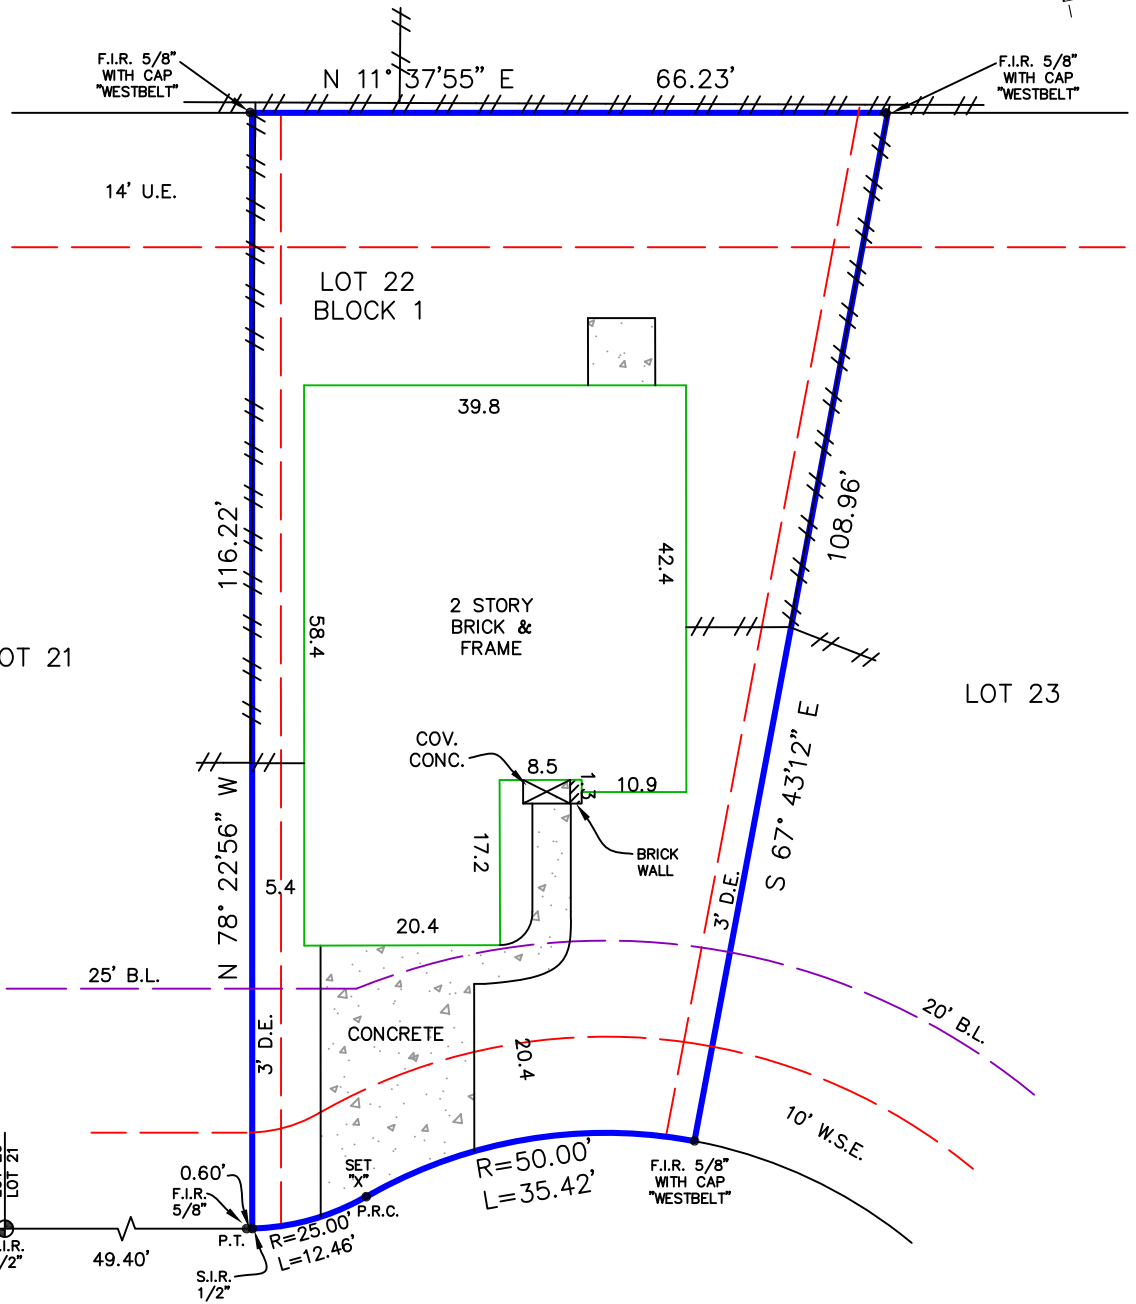 F.I.R. 5/8"
WITH CAP
"WESTBELT"
N 11° 37'55" E 66.23'
F.I.R. 5/8"
WITH CAP
"WESTBELT"
14' U.E.
LOT 22
BLOCK 1
39.8
116.22'
108.96'
42.4
58.4
2 STORY
BRICK &
FRAME
OT 21
LOT 23
COV.
CONC.
8.5
1.3
10.9
17.2
BRICK
WALL
N 78° 22'56" W
S 67° 43'12" E
5.4
3' D.E.
20.4
25' B.L.
20' B.L.
CONCRETE
3' D.E.
20.4
10' W.S.E.
LOT 21
0.60'
F.I.R.
5/8"
SET
"X"
P.R.C.
R=50.00'
L=35.42'
F.I.R. 5/8"
WITH CAP
"WESTBELT"
P.T.
R=25.00'
L=12.46'
.I.R.
/2"
49.40'
S.I.R.
1/2"